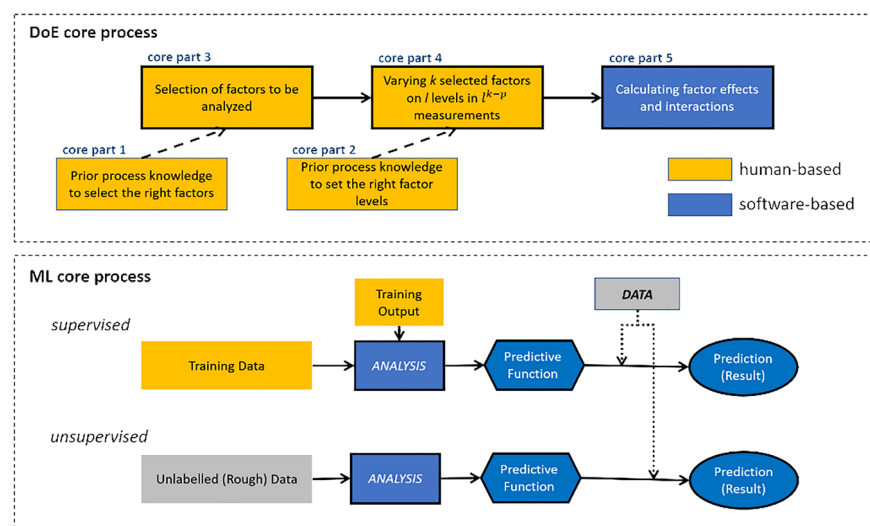 DoE core process
core part 3
Selection of factors to be
analyzed
core part 4
Varying k selected factors
on l levels in l^{k−p}
measurements
core part 5
Calculating factor effects
and interactions
core part 1
Prior process knowledge
to select the right factors
core part 2
Prior process knowledge
to set the right factor
levels
human-based
software-based
ML core process
supervised
Training
Output
DATA
Training Data
ANALYSIS
Predictive
Function
Prediction
(Result)
unsupervised
Unlabelled (Rough) Data
ANALYSIS
Predictive
Function
Prediction
(Result)